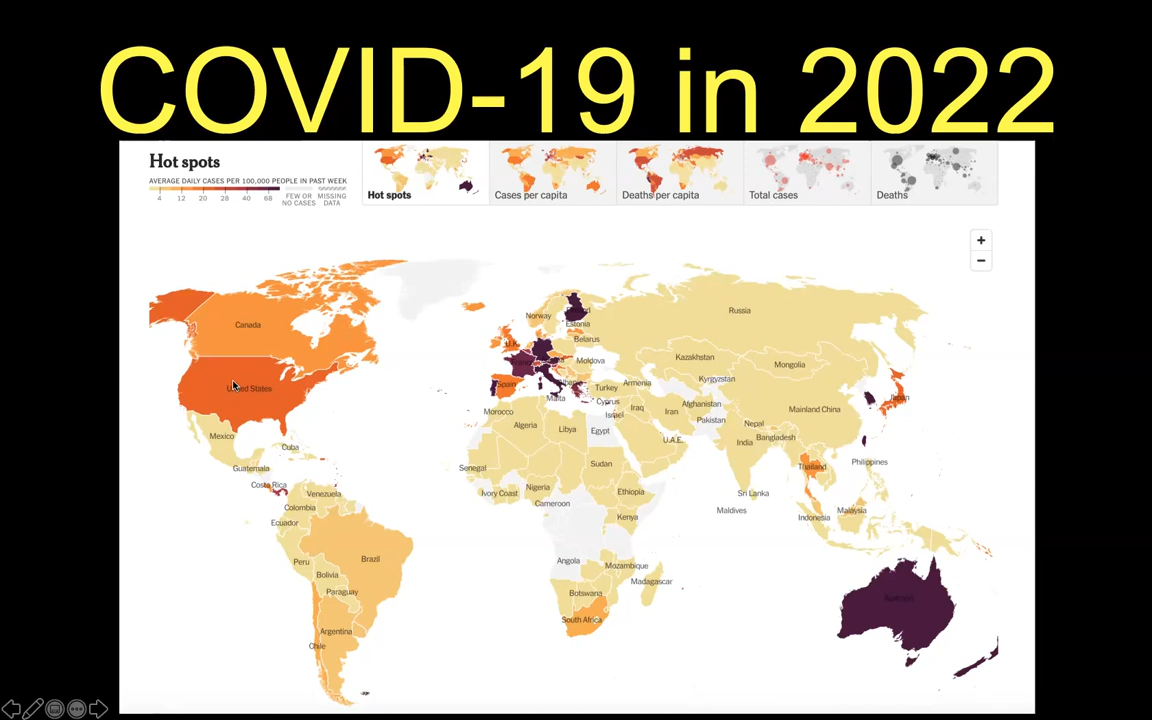 COVID-19 in 2022
Hot spots
AVERAGE DAILY CASES PER 100,000 PEOPLE IN PAST WEEK
4 12 20 28 40 68 FEW OR NO CASES MISSING DATA
Hot spots Cases per capita Deaths per capita Total cases Deaths
+
−
Canada
United States
Mexico
Cuba
Guatemala
Costa Rica
Venezuela
Colombia
Ecuador
Peru
Brazil
Bolivia
Paraguay
Argentina
Chile
Norway
Estonia
U.K.
Belarus
Moldova
Spain
Albania
Malta
Turkey
Cyprus
Armenia
Israel
Iraq
Iran
Russia
Kazakhstan
Mongolia
Kyrgyzstan
Afghanistan
Pakistan
Mainland China
Japan
Nepal
India
Bangladesh
Thailand
Philippines
Sri Lanka
Maldives
Malaysia
Indonesia
U.A.E.
Morocco
Algeria
Libya
Egypt
Senegal
Sudan
Ivory Coast
Nigeria
Cameroon
Ethiopia
Kenya
Angola
Mozambique
Madagascar
Botswana
South Africa
Australia